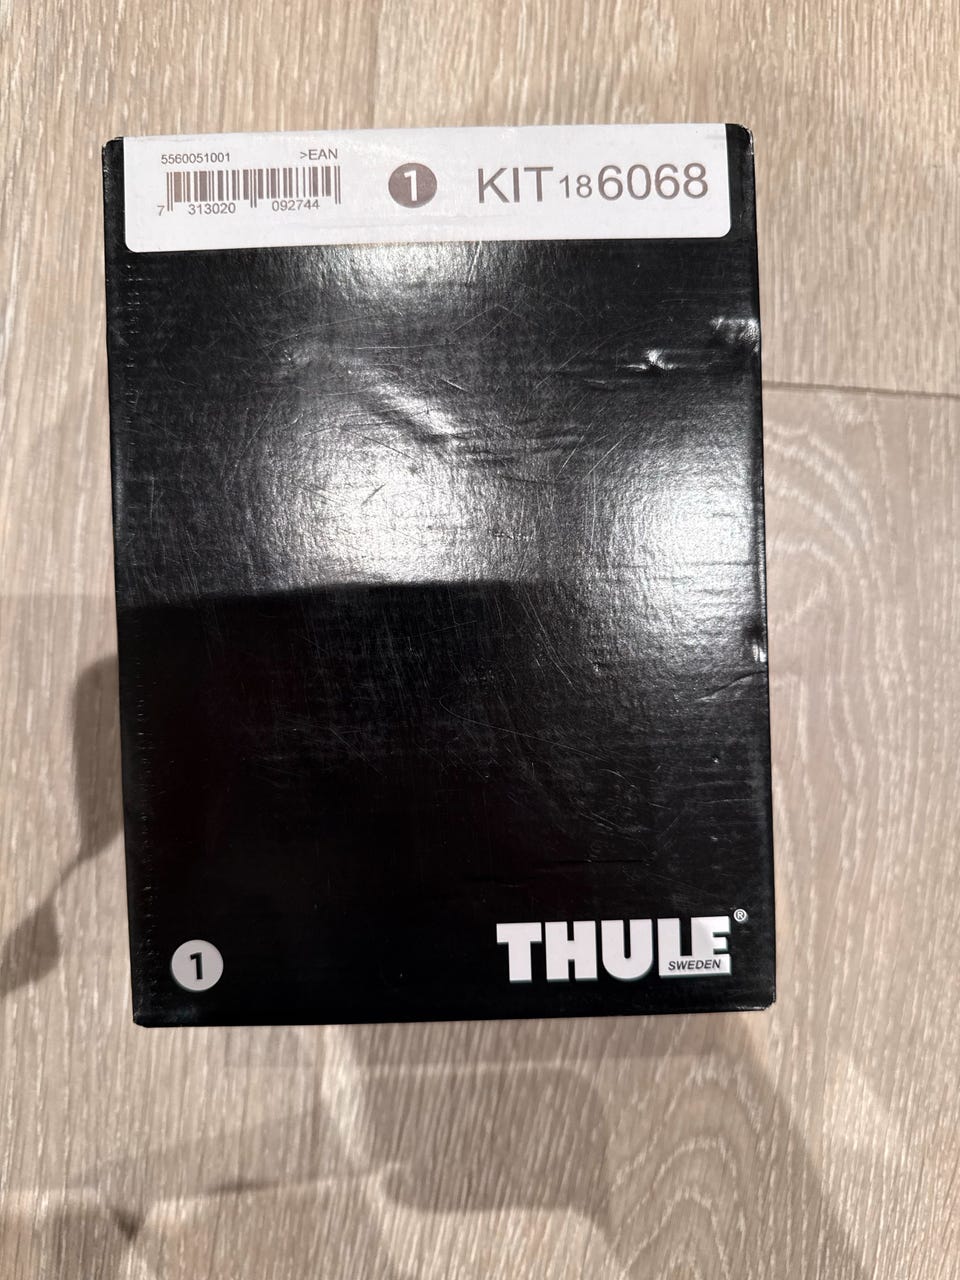 5560051001 >EAN
7 313020 092744
1 KIT 186068
1
THULE®
SWEDEN